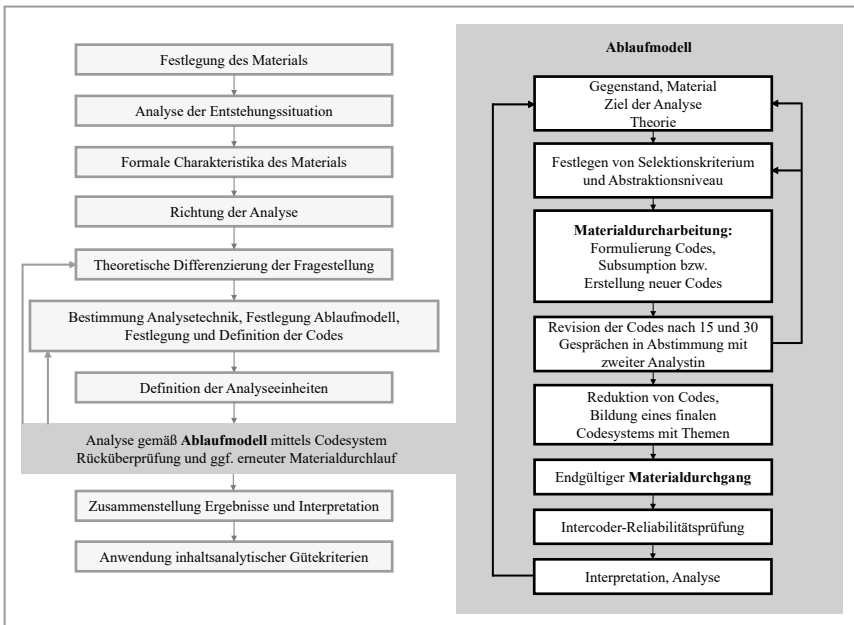 Festlegung des Materials
Analyse der Entstehungssituation
Formale Charakteristika des Materials
Richtung der Analyse
Theoretische Differenzierung der Fragestellung
Bestimmung Analysetechnik, Festlegung Ablaufmodell,
Festlegung und Definition der Codes
Definition der Analyseeinheiten
Analyse gemäß Ablaufmodell mittels Codesystem
Rücküberprüfung und ggf. erneuter Materialdurchlauf
Zusammenstellung Ergebnisse und Interpretation
Anwendung inhaltsanalytischer Gütekriterien
Ablaufmodell
Gegenstand, Material
Ziel der Analyse
Theorie
Festlegen von Selektionskriterium
und Abstraktionsniveau
Materialdurcharbeitung:
Formulierung Codes,
Subsumption bzw.
Erstellung neuer Codes
Revision der Codes nach 15 und 30
Gesprächen in Abstimmung mit
zweiter Analystin
Reduktion von Codes,
Bildung eines finalen
Codesystems mit Themen
Endgültiger Materialdurchgang
Intercoder-Reliabilitätsprüfung
Interpretation, Analyse